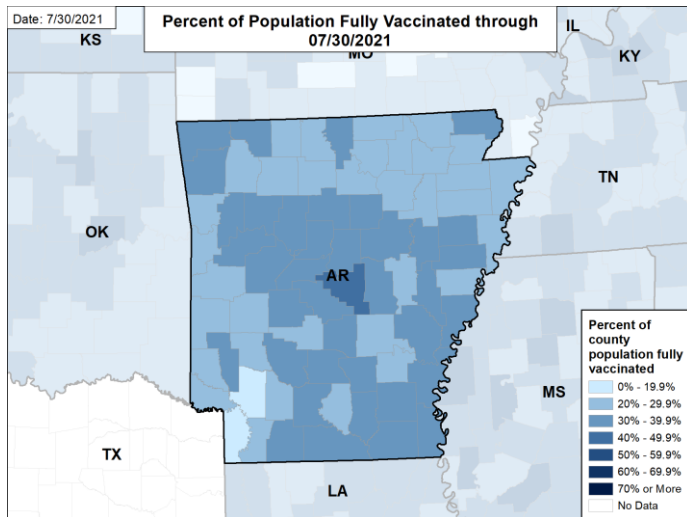 Date: 7/30/2021
Percent of Population Fully Vaccinated through
07/30/2021
IL
KS
MO
KY
TN
OK
AR
MS
TX
LA
Percent of
county
population fully
vaccinated
0% - 19.9%
20% - 29.9%
30% - 39.9%
40% - 49.9%
50% - 59.9%
60% - 69.9%
70% or More
No Data